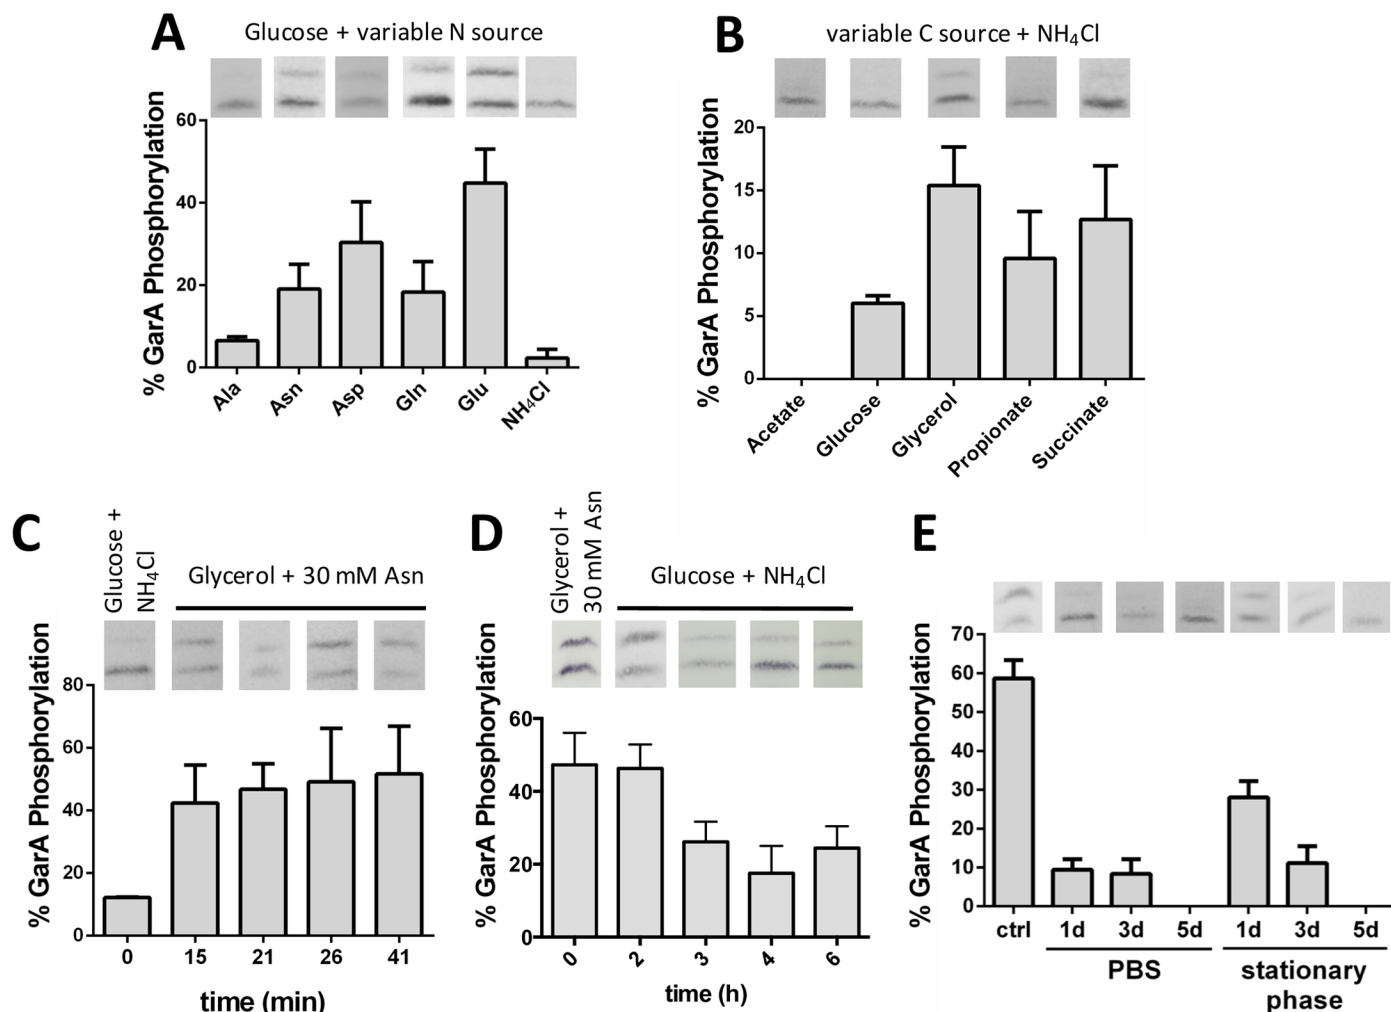 A
Glucose + variable N source
% GarA Phosphorylation
60
40
20
0
Ala
Asn
Asp
Gln
Glu
NH₄Cl
B
variable C source + NH₄Cl
% GarA Phosphorylation
20
15
10
5
0
Acetate
Glucose
Glycerol
Propionate
Succinate
C
Glucose +
NH₄Cl
Glycerol + 30 mM Asn
% GarA Phosphorylation
80
60
40
20
0
0 15 21 26 41
time (min)
D
Glycerol +
30 mM Asn
Glucose + NH₄Cl
% GarA Phosphorylation
60
40
20
0
0 2 3 4 6
time (h)
E
% GarA Phosphorylation
70
60
50
40
30
20
10
0
ctrl 1d 3d 5d 1d 3d 5d
PBS stationary
phase